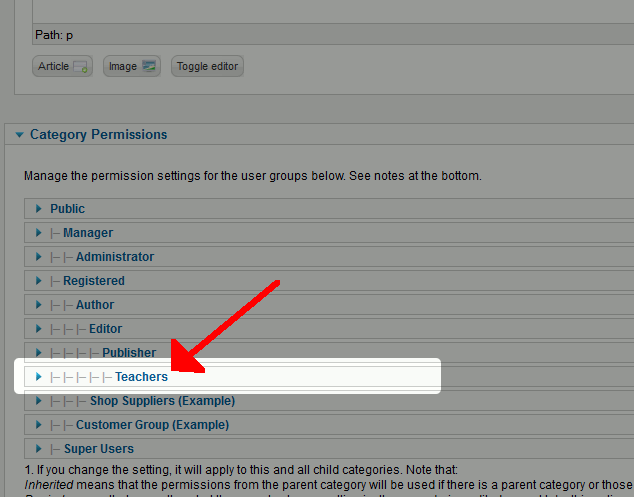 Path: p
Article Image Toggle editor
Category Permissions
Manage the permission settings for the user groups below. See notes at the bottom.
Public
|– Manager
|– |– Administrator
|– Registered
|– |– Author
|– |– |– Editor
|– |– |– |– Publisher
|– |– |– |– |– Teachers
|– |– |– Shop Suppliers (Example)
|– |– Customer Group (Example)
|– Super Users
1. If you change the setting, it will apply to this and all child categories. Note that:
Inherited means that the permissions from the parent category will be used if there is a parent category or those